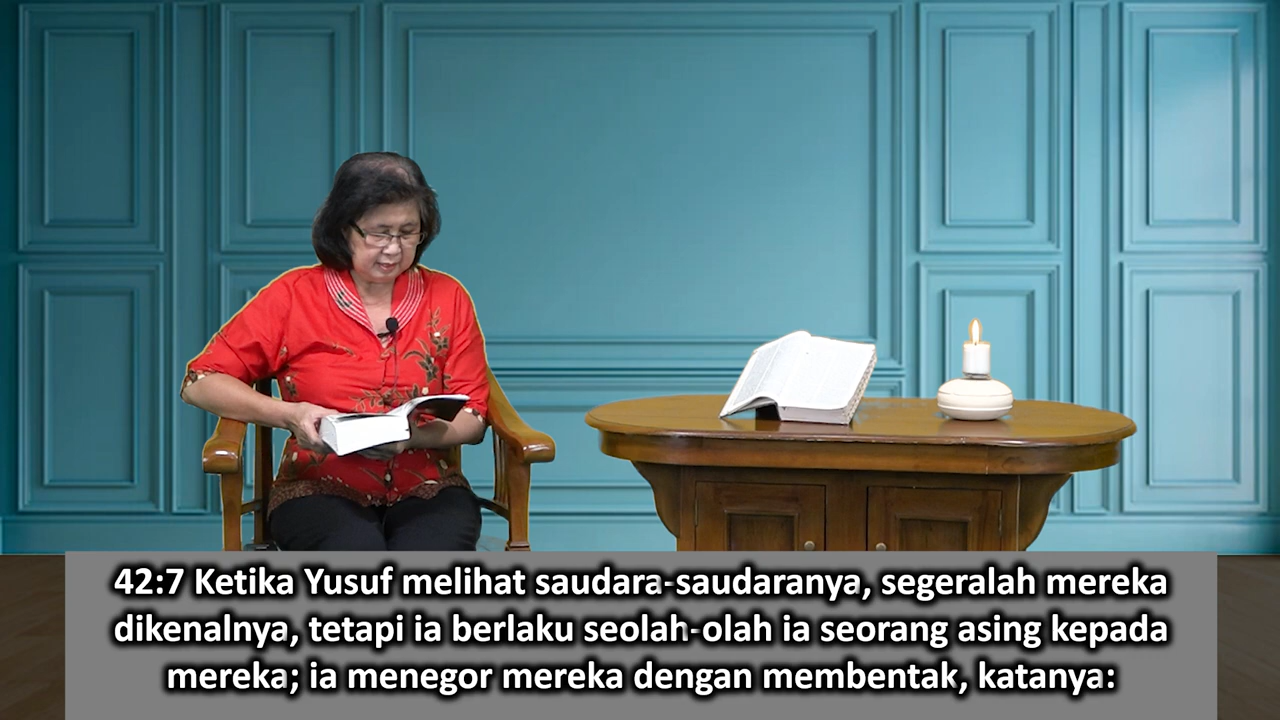 42:7 Ketika Yusuf melihat saudara-saudaranya, segeralah mereka
dikenalnya, tetapi ia berlaku seolah-olah ia seorang asing kepada
mereka; ia menegor mereka dengan membentak, katanya: